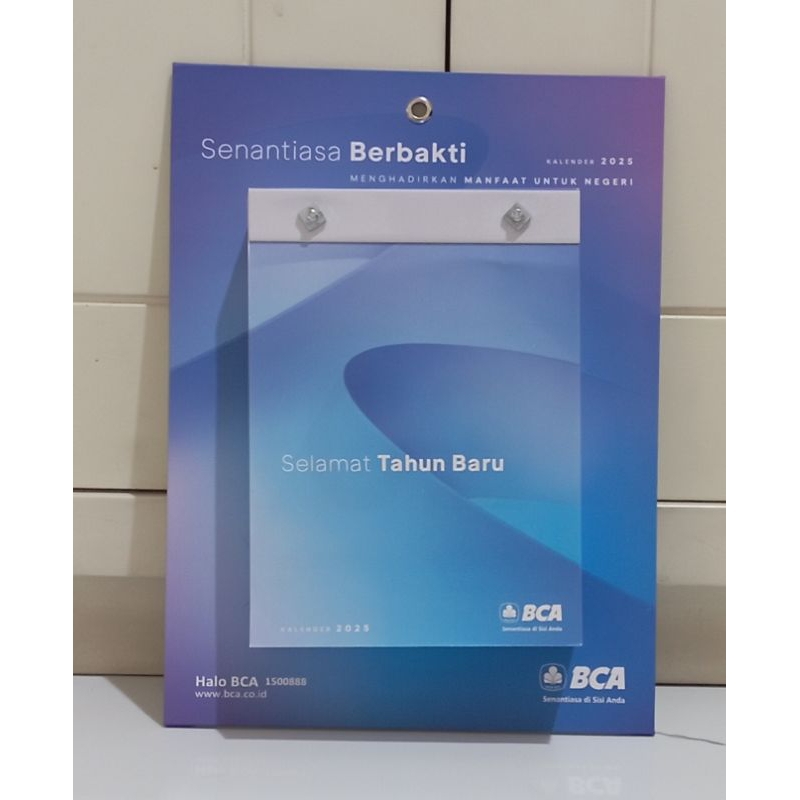 Senantiasa Berbakti
KALENDER 2025
MENGHADIRKAN MANFAAT UNTUK NEGERI
Selamat Tahun Baru
KALENDER 2025
BCA
Senantiasa di Sisi Anda
Halo BCA 1500888
www.bca.co.id
BCA
Senantiasa di Sisi Anda